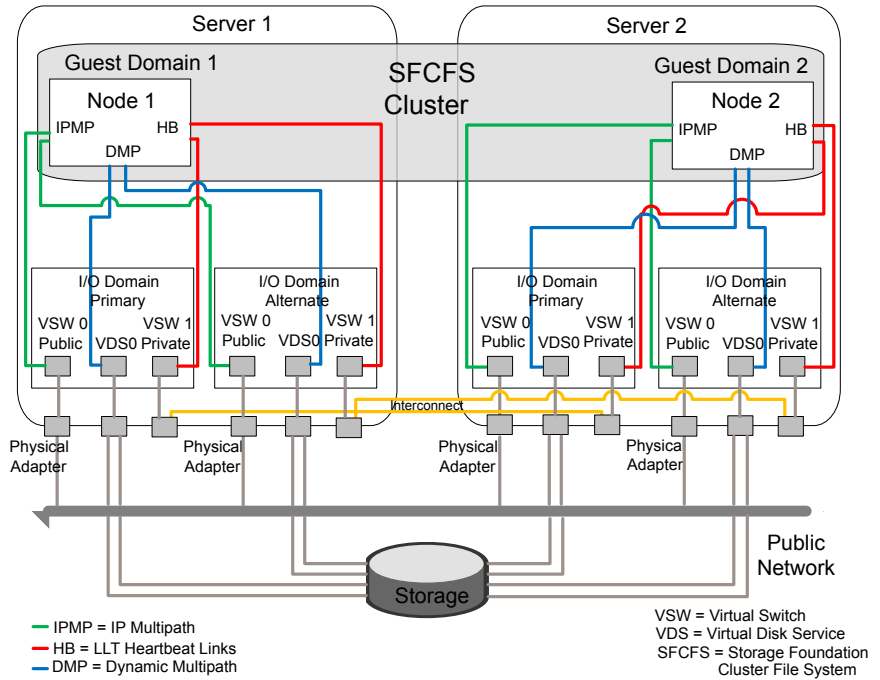 Server 1
Server 2
Guest Domain 1
SFCFS
Cluster
Guest Domain 2
Node 1
IPMP
HB
DMP
Node 2
IPMP
HB
DMP
I/O Domain
Primary
VSW 0
Public
VDS0
VSW 1
Private
I/O Domain
Alternate
VSW 0
Public
VDS0
VSW 1
Private
I/O Domain
Primary
VSW 0
Public
VDS0
VSW 1
Private
I/O Domain
Alternate
VSW 0
Public
VDS0
VSW 1
Private
Interconnect
Physical
Adapter
Physical
Adapter
Physical
Adapter
Physical
Adapter
Public
Network
Storage
IPMP = IP Multipath
HB = LLT Heartbeat Links
DMP = Dynamic Multipath
VSW = Virtual Switch
VDS = Virtual Disk Service
SFCFS = Storage Foundation
Cluster File System